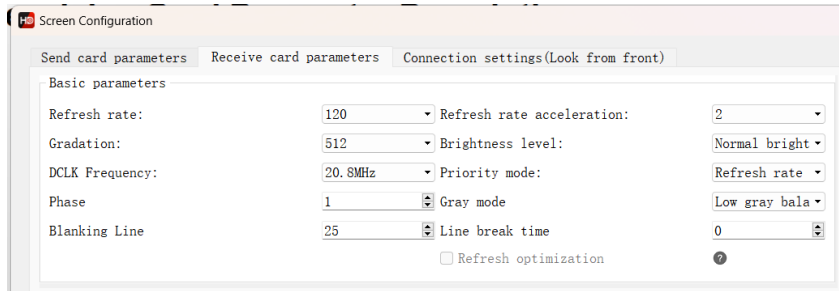 HD Screen Configuration
Send card parameters Receive card parameters Connection settings(Look from front)
Basic parameters
Refresh rate: 120 Refresh rate acceleration: 2
Gradation: 512 Brightness level: Normal bright
DCLK Frequency: 20.8MHz Priority mode: Refresh rate
Phase 1 Gray mode Low gray bala
Blanking Line 25 Line break time 0
Refresh optimization ?